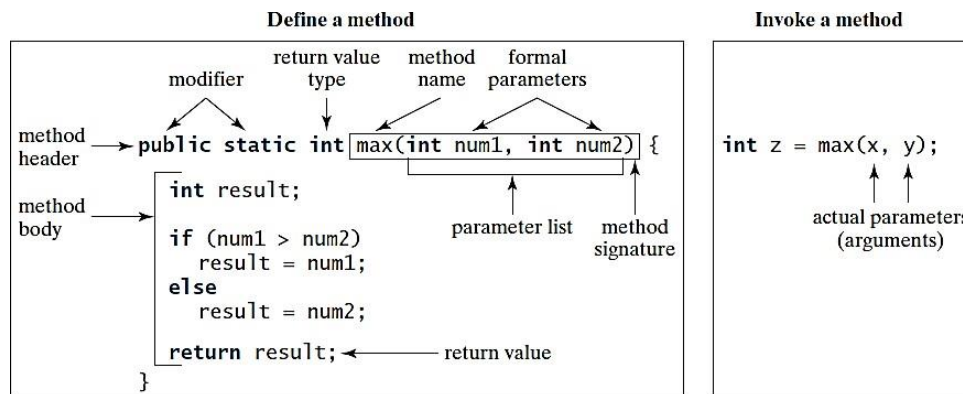 Define a method
Invoke a method
modifier
return value
type
method
name
formal
parameters
method
header
public static int max(int num1, int num2) {
method
body
int result;
parameter list
method
signature
if (num1 > num2)
result = num1;
else
result = num2;
return result;
return value
}
int z = max(x, y);
actual parameters
(arguments)